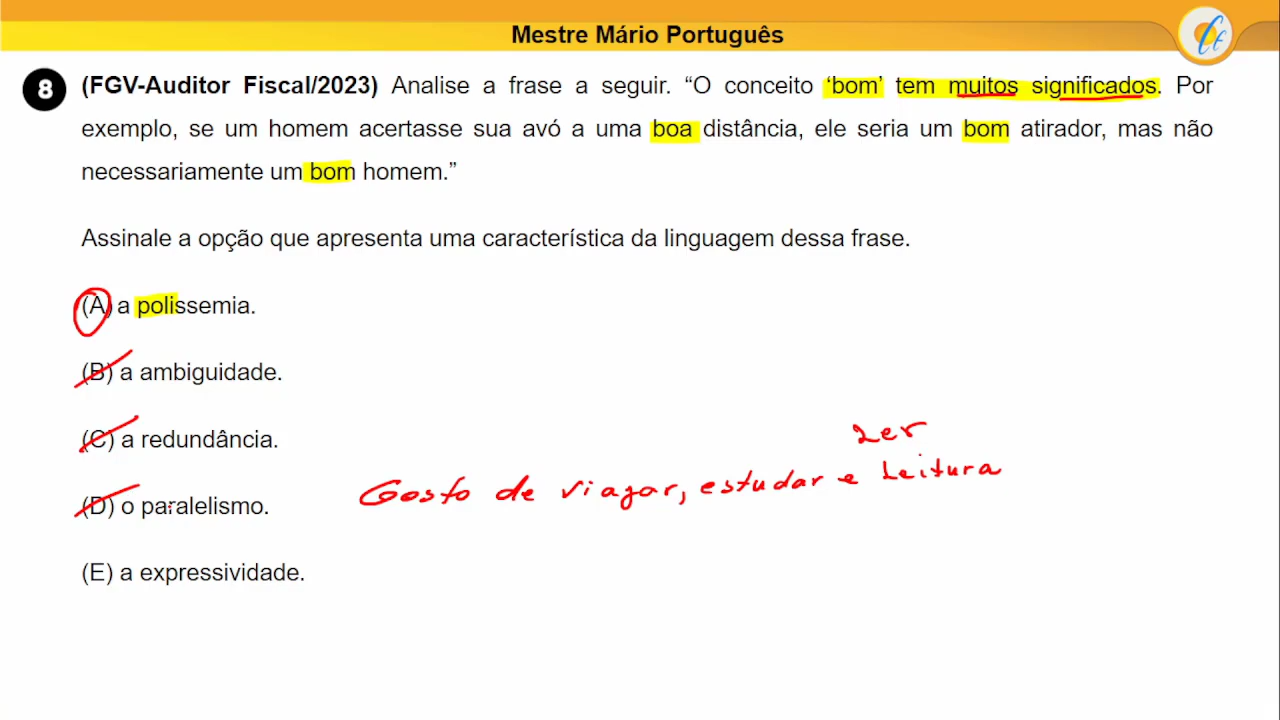 Mestre Mário Português
8 (FGV-Auditor Fiscal/2023) Analise a frase a seguir. “O conceito ‘bom’ tem muitos significados. Por
exemplo, se um homem acertasse sua avó a uma boa distância, ele seria um bom atirador, mas não
necessariamente um bom homem.”
Assinale a opção que apresenta uma característica da linguagem dessa frase.
(A) a polissemia.
(B) a ambiguidade.
(C) a redundância.
ler
Gosto de viajar, estudar e leitura
(D) o paralelismo.
(E) a expressividade.